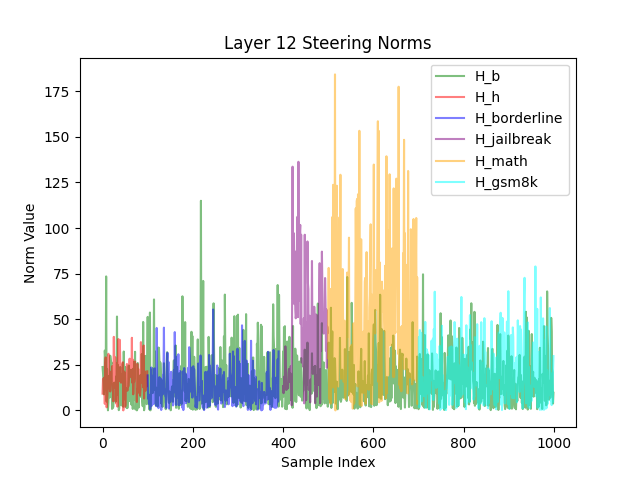 Layer 12 Steering Norms
H_b
H_h
H_borderline
H_jailbreak
H_math
H_gsm8k
175
150
125
100
75
50
25
0
Norm Value
0 200 400 600 800 1000
Sample Index